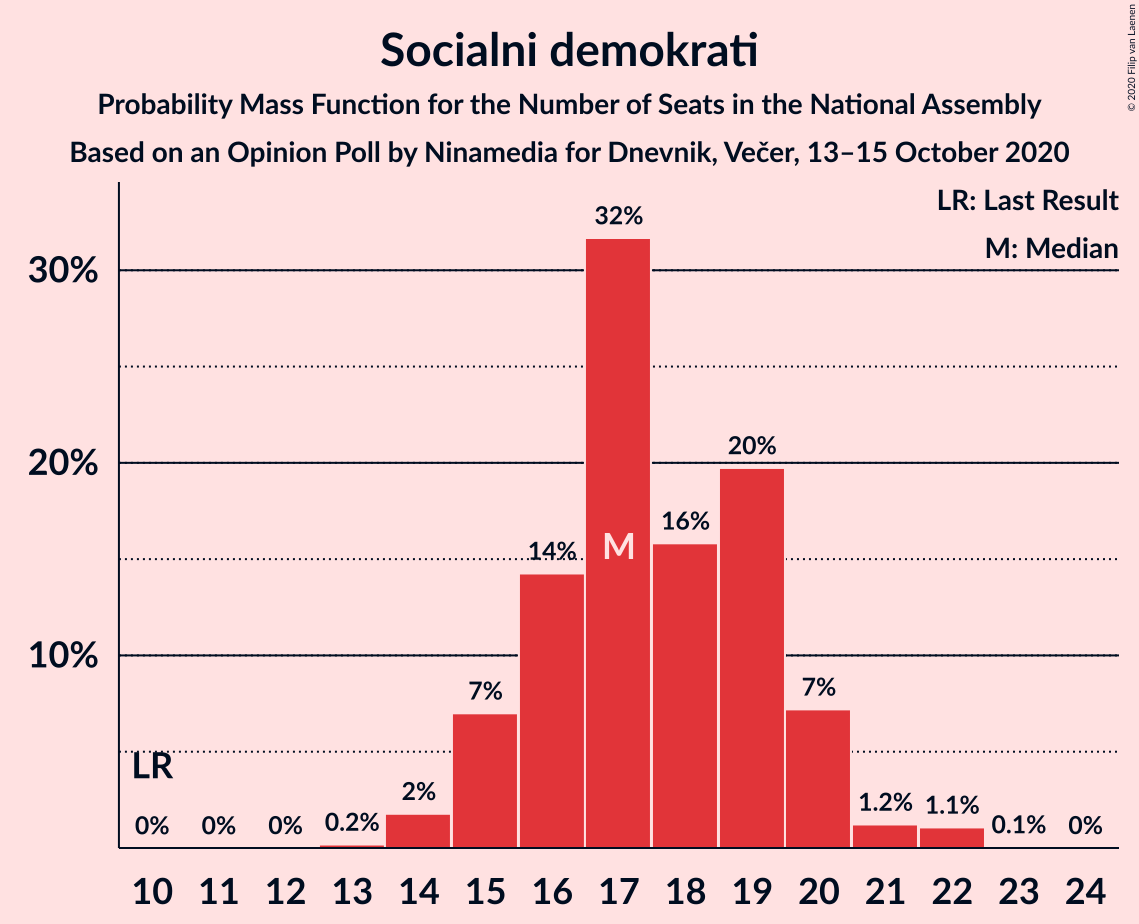 © 2020 Filip van Laenen
Socialni demokrati
Probability Mass Function for the Number of Seats in the National Assembly
Based on an Opinion Poll by Ninamedia for Dnevnik, Večer, 13–15 October 2020
LR: Last Result
M: Median
32%
30%
20%
20%
16%
14%
M
10%
7%
7%
LR
2%
1.2%
1.1%
0%
0%
0%
0.2%
0.1%
0%
10 11 12 13 14 15 16 17 18 19 20 21 22 23 24